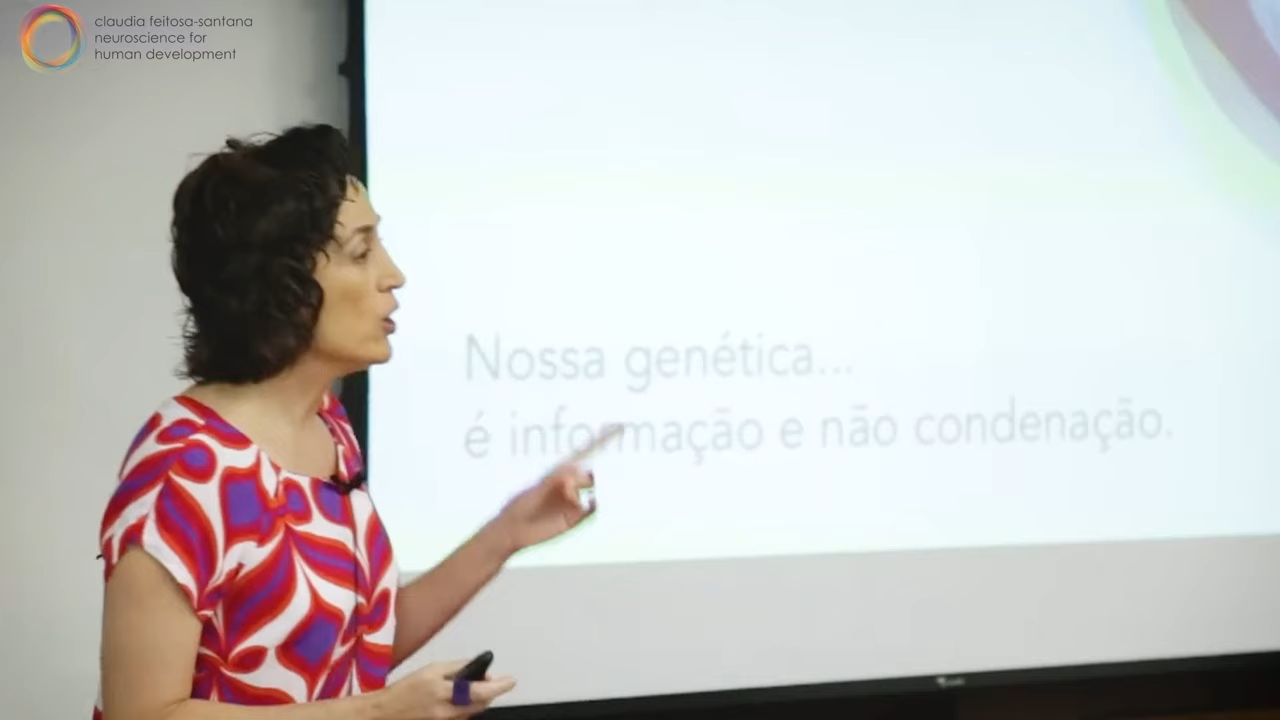 claudia feitosa-santana
neuroscience for
human development
Nossa genética...
é informação e não condenação.